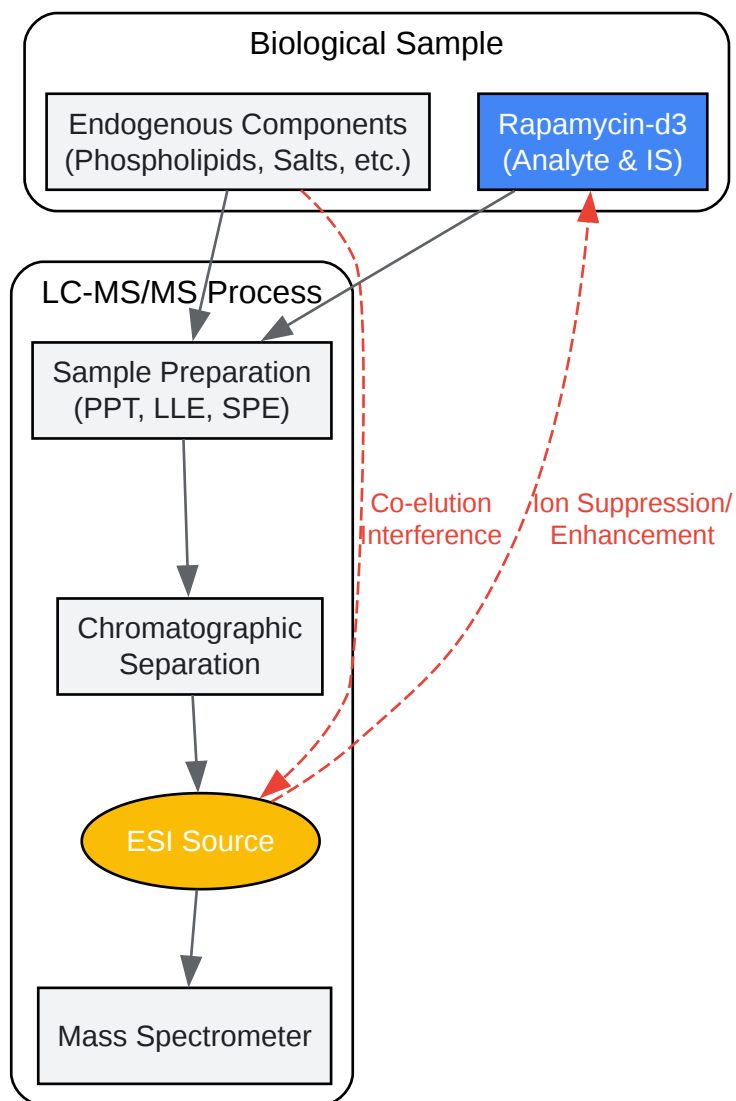 Biological Sample
Endogenous Components
(Phospholipids, Salts, etc.)
Rapamycin-d3
(Analyte & IS)
LC-MS/MS Process
Sample Preparation
(PPT, LLE, SPE)
Co-elution
Interference
Ion Suppression/
Enhancement
Chromatographic
Separation
ESI Source
Mass Spectrometer